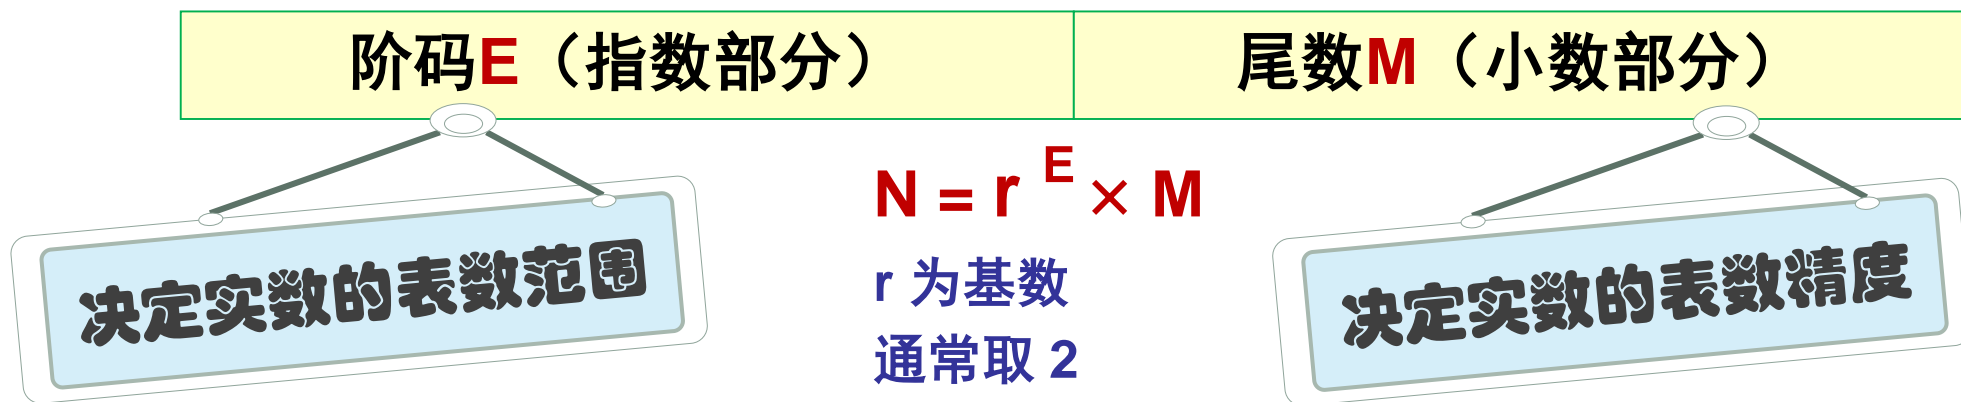 阶码E（指数部分）
尾数M（小数部分）
N = r E × M
决定实数的表数范围
r 为基数
通常取 2
决定实数的表数精度